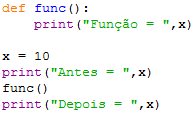 def func():
    print("Função = ",x)

x = 10
print("Antes = ",x)
func()
print("Depois = ",x)